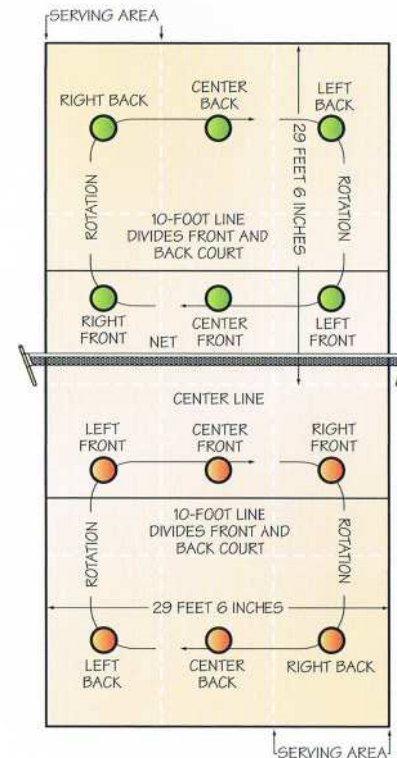 SERVING AREA
RIGHT BACK
CENTER
BACK
LEFT
BACK
29 FEET 6 INCHES
ROTATION
ROTATION
10-FOOT LINE
DIVIDES FRONT AND
BACK COURT
RIGHT
FRONT
NET
CENTER
FRONT
LEFT
FRONT
CENTER LINE
LEFT
FRONT
CENTER
FRONT
RIGHT
FRONT
10-FOOT LINE
DIVIDES FRONT AND
BACK COURT
ROTATION
ROTATION
29 FEET 6 INCHES
LEFT
BACK
CENTER
BACK
RIGHT BACK
SERVING AREA